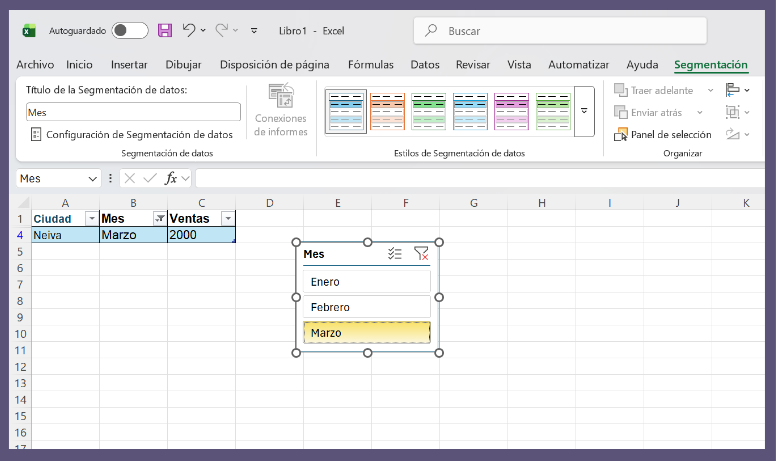 Autoguardado Libro1 - Excel Buscar
Archivo Inicio Insertar Dibujar Disposición de página Fórmulas Datos Revisar Vista Automatizar Ayuda Segmentación
Título de la Segmentación de datos:
Mes
Configuración de Segmentación de datos
Segmentación de datos
Conexiones
de informes
Estilos de Segmentación de datos
Traer adelante
Enviar atrás
Panel de selección
Organizar
Mes fx
A B C D E F G H I J K
1 Ciudad Mes Ventas
4 Neiva Marzo 2000
5
6
7
8
9
10
11
12
13
14
15
16
17
Mes
Enero
Febrero
Marzo